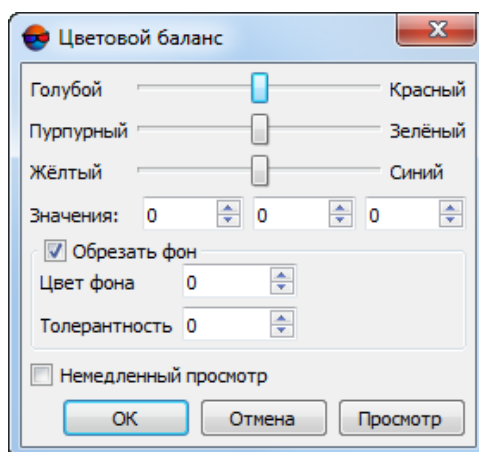 Цветовой баланс
Голубой Красный
Пурпурный Зелёный
Жёлтый Синий
Значения: 0 0 0
Обрезать фон
Цвет фона 0
Толерантность 0
Немедленный просмотр
OK Отмена Просмотр